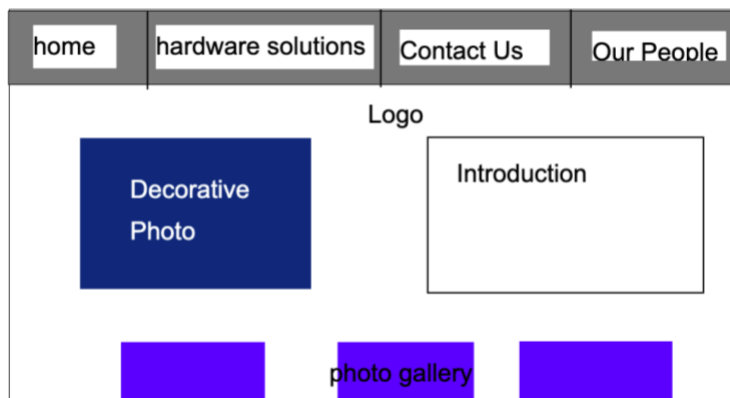 home
hardware solutions
Contact Us
Our People
Logo
Decorative
Photo
Introduction
photo gallery